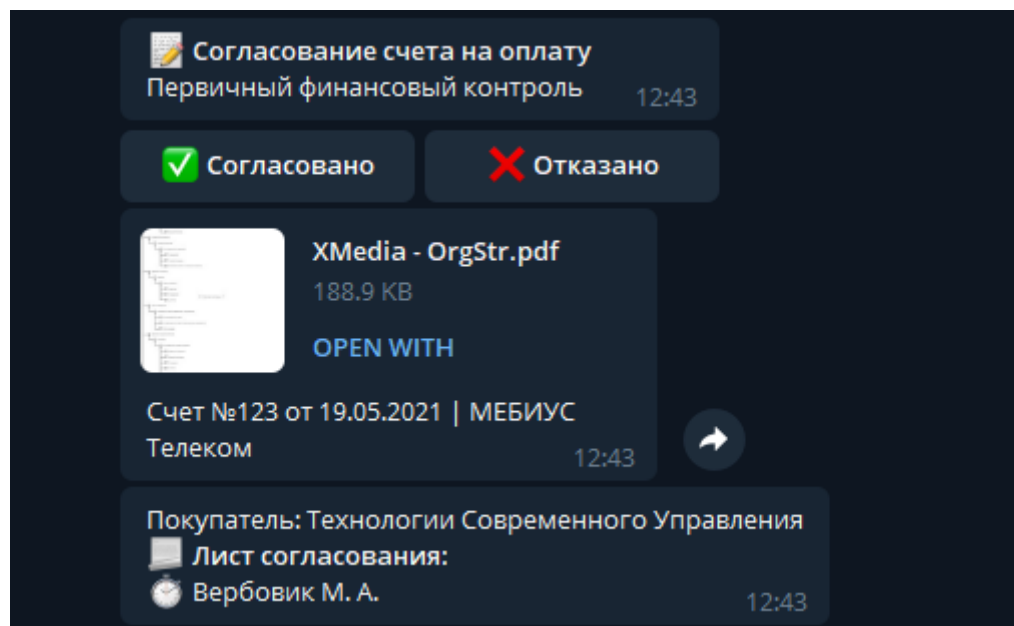 Согласование счета на оплату
Первичный финансовый контроль
12:43
Согласовано
Отказано
XMedia - OrgStr.pdf
188.9 KB
OPEN WITH
Счет №123 от 19.05.2021 | МЕБИУС
Телеком
12:43
Покупатель: Технологии Современного Управления
Лист согласования:
Вербовик М. А.
12:43